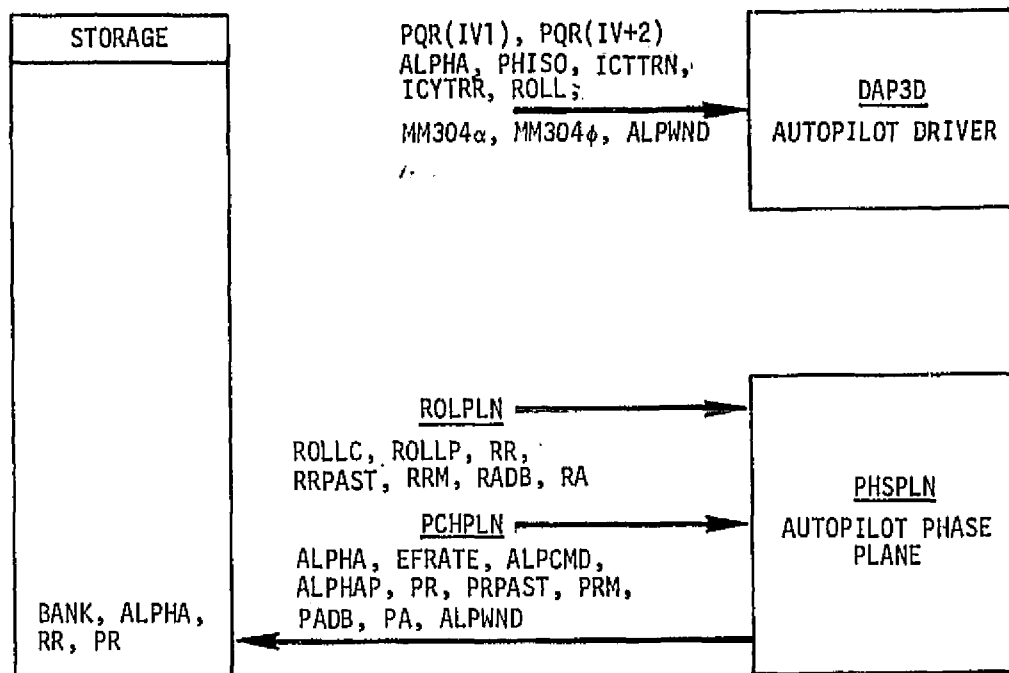 STORAGE
PQR(IV1), PQR(IV+2)
ALPHA, PHISO, ICTTRN,
ICYTRR, ROLL,
MM304α, MM304ϕ, ALPWND
DAP3D
AUTOPILOT DRIVER
ROLPLN
ROLLC, ROLLP, RR,
RRPAST, RRM, RADB, RA
PCHPLN
ALPHA, EFRATE, ALPCMD,
ALPHAP, PR, PRPAST, PRM,
PADB, PA, ALPWND
PHSPLN
AUTOPILOT PHASE
PLANE
BANK, ALPHA,
RR, PR